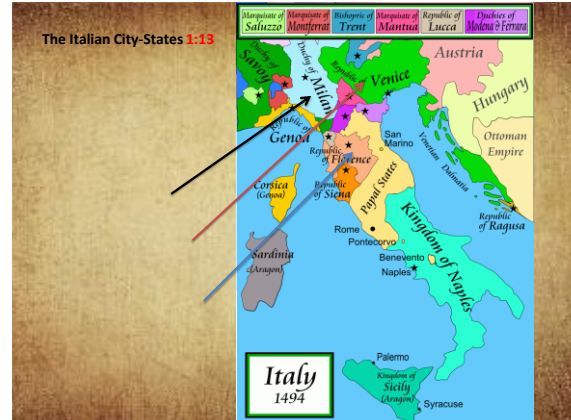 The Italian City-States 1:13
Marquisate of
Saluzzo
Marquisate of
Montferrat
Bishopric of
Trent
Marquisate of
Mantua
Republic of
Lucca
Duchies of
Modena & Ferrara
Duchy of
Savoy
Duchy of
Milan
Republic of
Venice
Austria
Hungary
Ottoman
Empire
Republic of
Genoa
San
Marino
Venetian
Dalmatia
Republic
of Florence
Republic
of Siena
Papal States
Republic
of Ragusa
Corsica
(Genoa)
Rome
Pontecorvo
Benevento
Naples
Kingdom of Naples
Sardinia
(Aragon)
Palermo
Kingdom of
Sicily
(Aragon)
Syracuse
Italy
1494